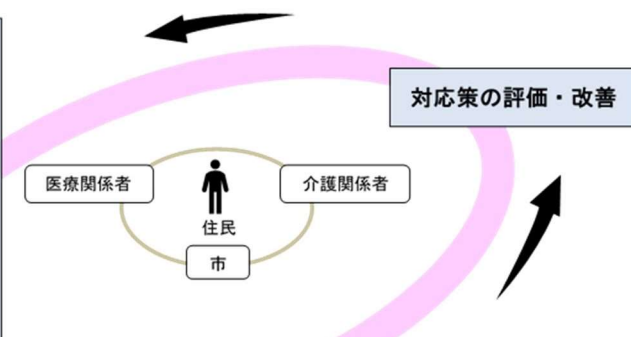 対応策の評価・改善
医療関係者
介護関係者
住民
市